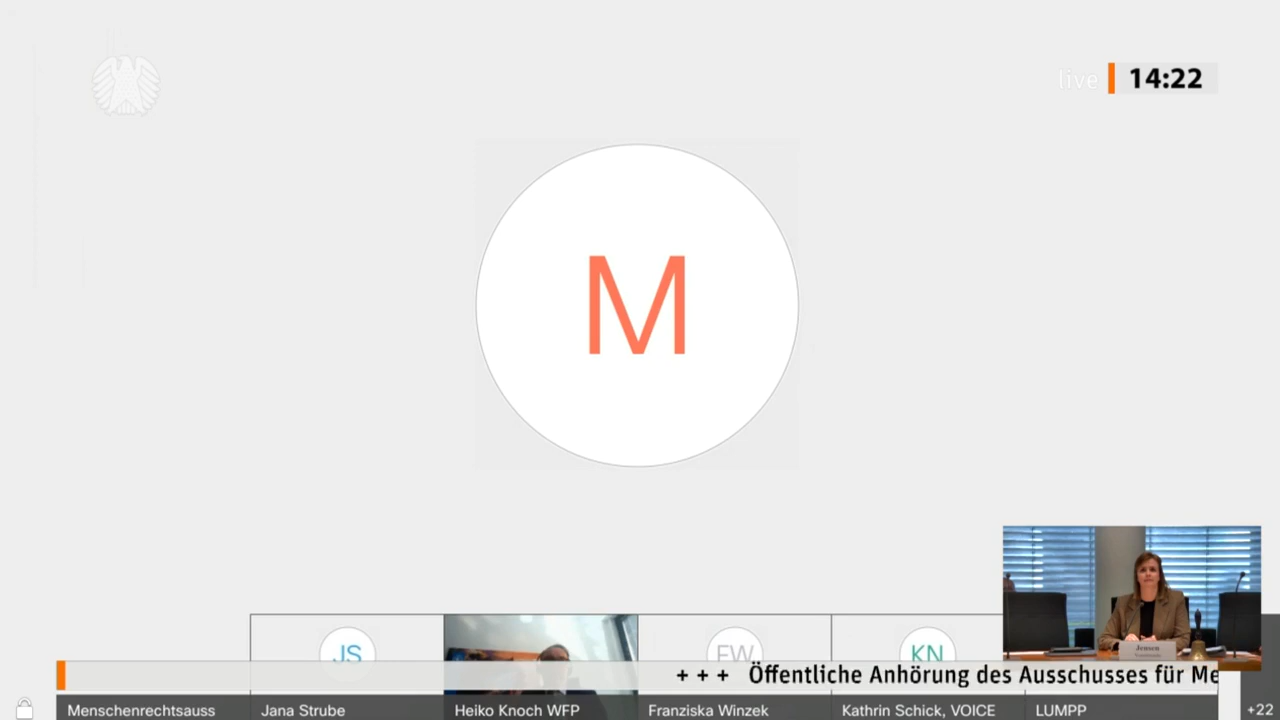 live 14:22
M
JS
FW
KN
Jensen
+ + + Öffentliche Anhörung des Ausschusses für Me
Menschenrechtsauss
Jana Strube
Heiko Knoch WFP
Franziska Winzek
Kathrin Schick, VOICE
LUMPP
+22